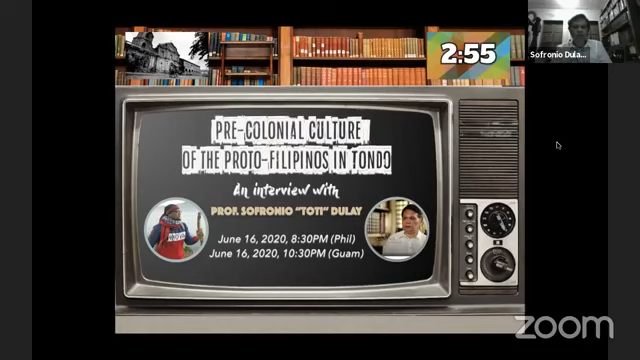 2:55
Sofronio Dula...
PRE-COLONIAL CULTURE
OF THE PROTO-FILIPINOS IN TONDO
An interview with
PROF. SOFRONIO "TOTI" DULAY
June 16, 2020, 8:30PM (Phil)
June 16, 2020, 10:30PM (Guam)
zoom